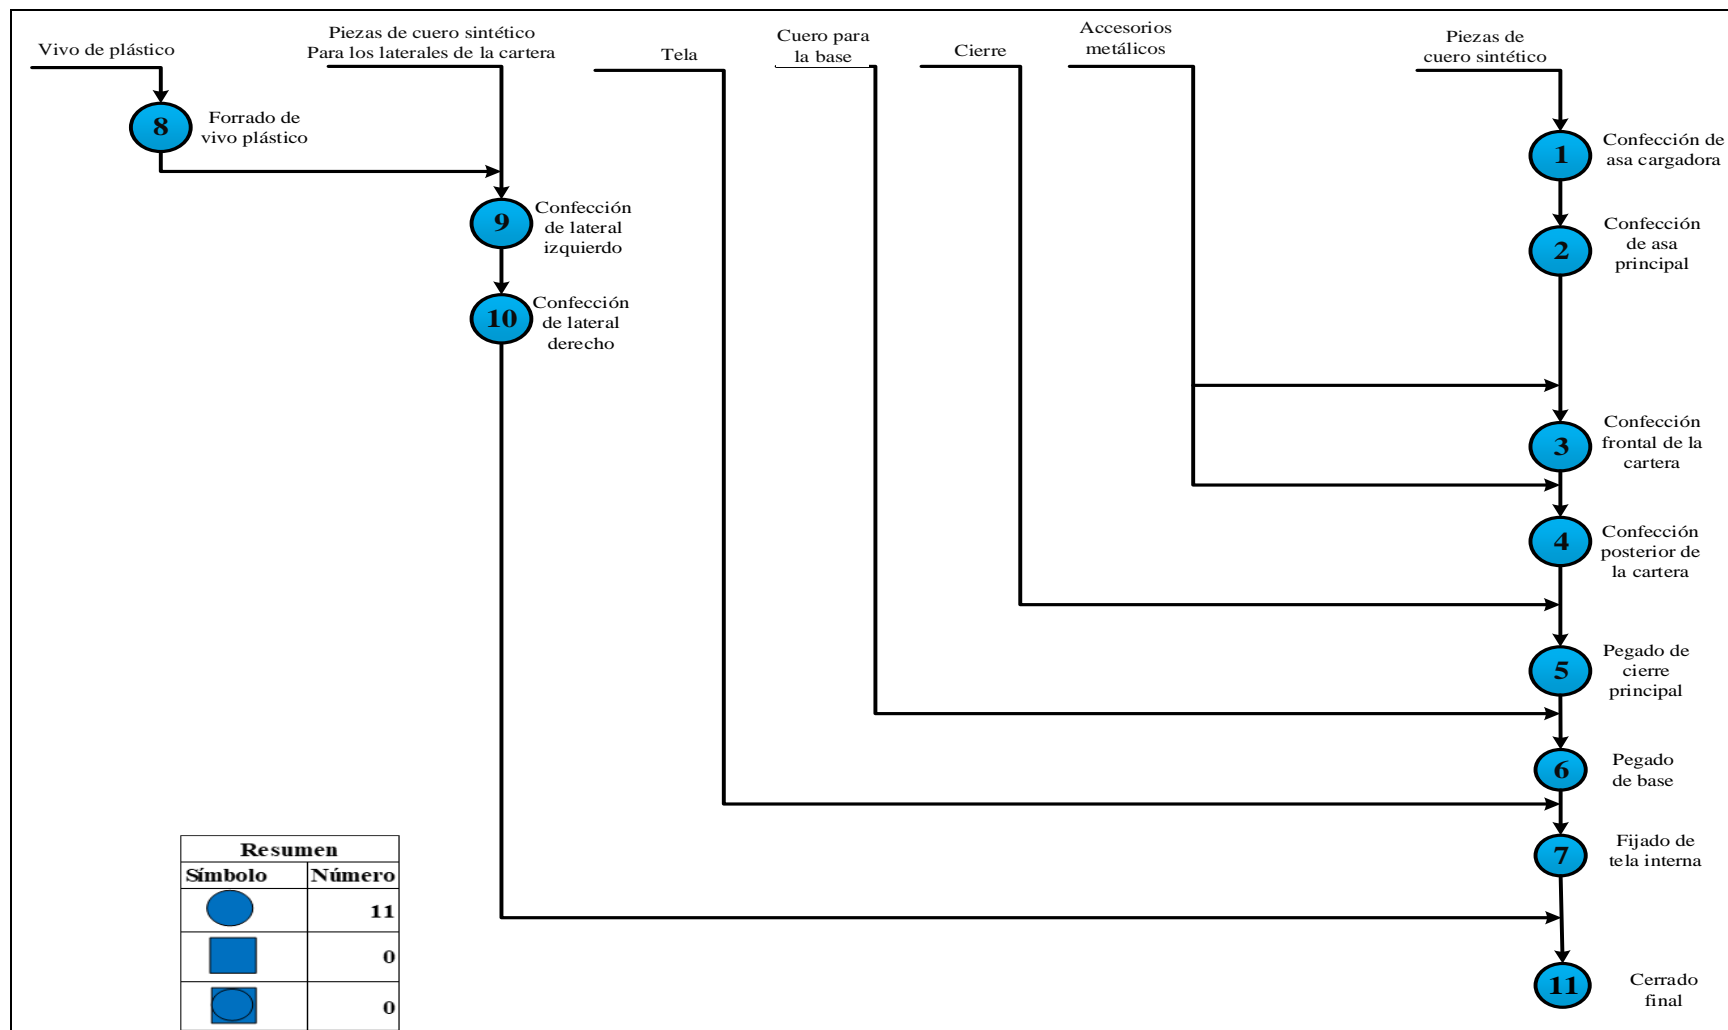 Vivo de plástico
Piezas de cuero sintético
Para los laterales de la cartera
Tela
Cuero para
la base
Cierre
Accesorios
metálicos
Piezas de
cuero sintético
8
Forrado de
vivo plástico
9
Confección
de lateral
izquierdo
10
Confección
de lateral
derecho
1
Confección de
asa cargadora
2
Confección
de asa
principal
3
Confección
frontal de la
cartera
4
Confección
posterior de
la cartera
5
Pegado de
cierre
principal
6
Pegado
de base
7
Fijado de
tela interna
11
Cerrado
final
Resumen
Símbolo Número
11
0
0